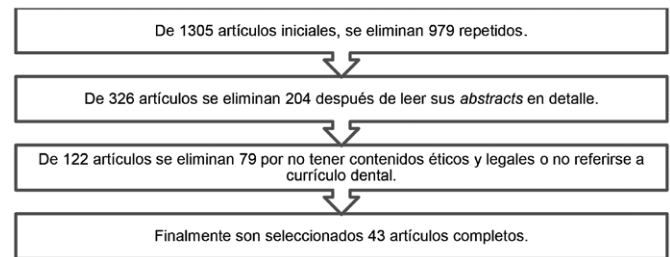 De 1305 artículos iniciales, se eliminan 979 repetidos.
De 326 artículos se eliminan 204 después de leer sus abstracts en detalle.
De 122 artículos se eliminan 79 por no tener contenidos éticos y legales o no referirse a
currículo dental.
Finalmente son seleccionados 43 artículos completos.